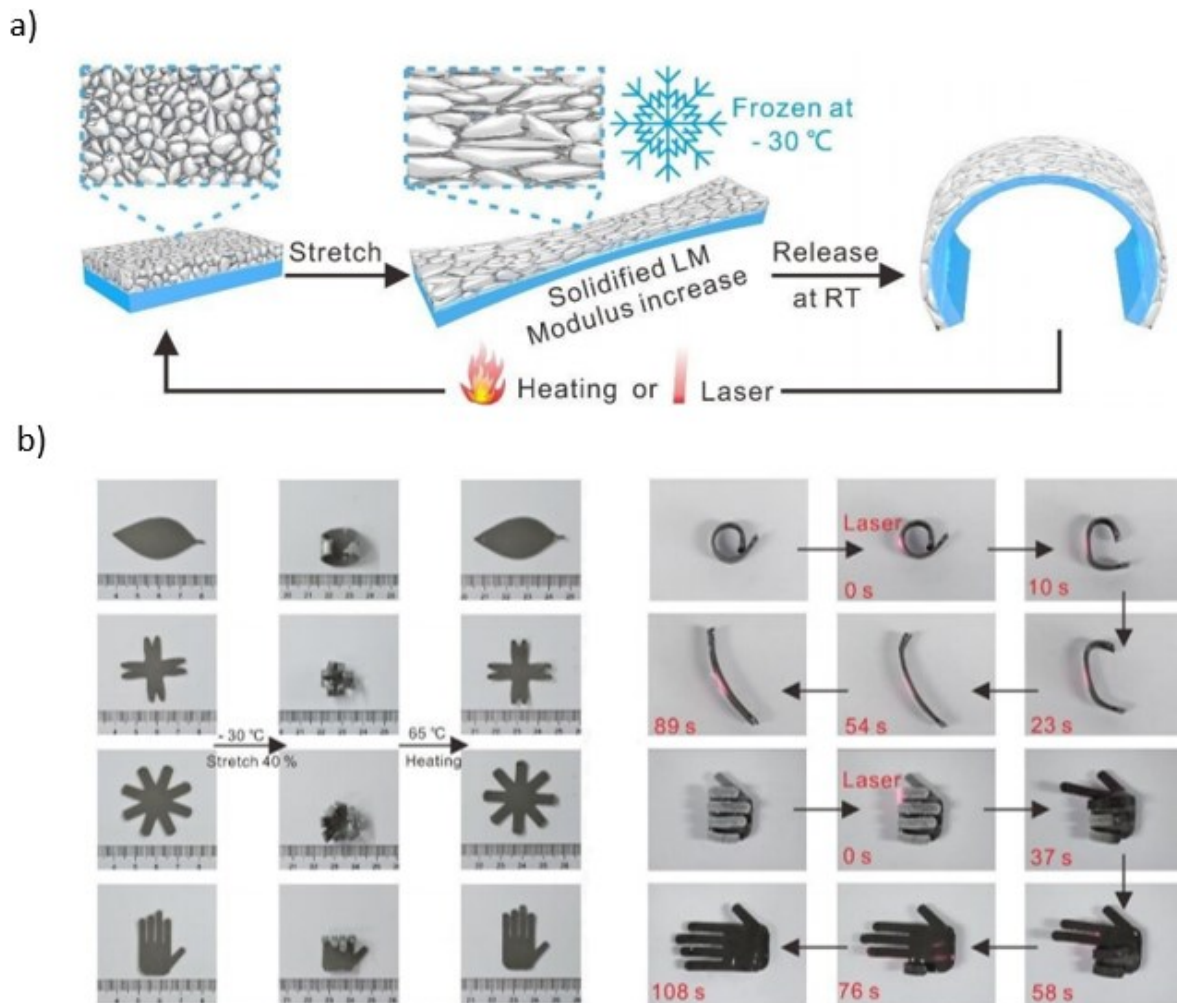 a)
Stretch
Frozen at
- 30 ℃
Solidified LM
Modulus increase
Release
at RT
Heating or
Laser
b)
- 30 ℃
Stretch 40 %
65 ℃
Heating
Laser
0 s
10 s
89 s
54 s
23 s
Laser
0 s
37 s
108 s
76 s
58 s